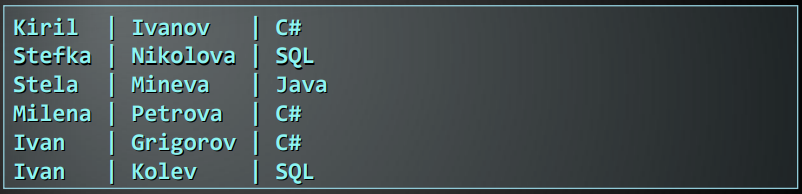 Kiril  | Ivanov   | C#
Stefka | Nikolova | SQL
Stela  | Mineva   | Java
Milena | Petrova  | C#
Ivan   | Grigorov | C#
Ivan   | Kolev    | SQL